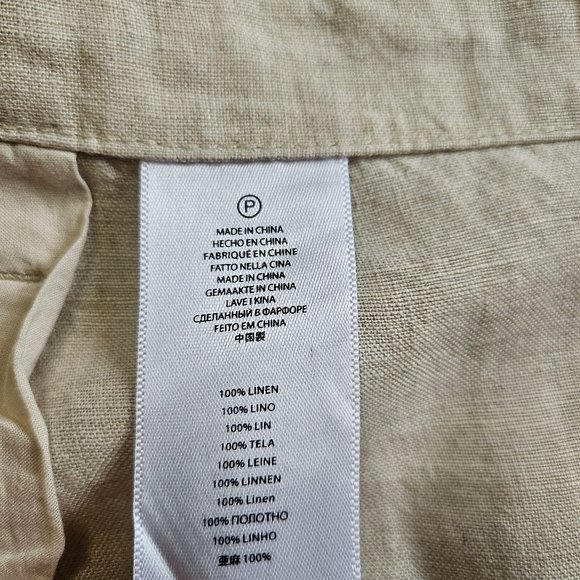 P
MADE IN CHINA
HECHO EN CHINA
FABRIQUÉ EN CHINE
FATTO NELLA CINA
MADE IN CHINA
GEMAAKTE IN CHINA
LAVE I KINA
СДЕЛАННЫЙ В ФАРФОРЕ
FEITO EM CHINA
中国製
100% LINEN
100% LINO
100% LIN
100% TELA
100% LEINE
100% LINNEN
100% Linen
100% ПОЛОТНО
100% LINHO
亜麻 100%